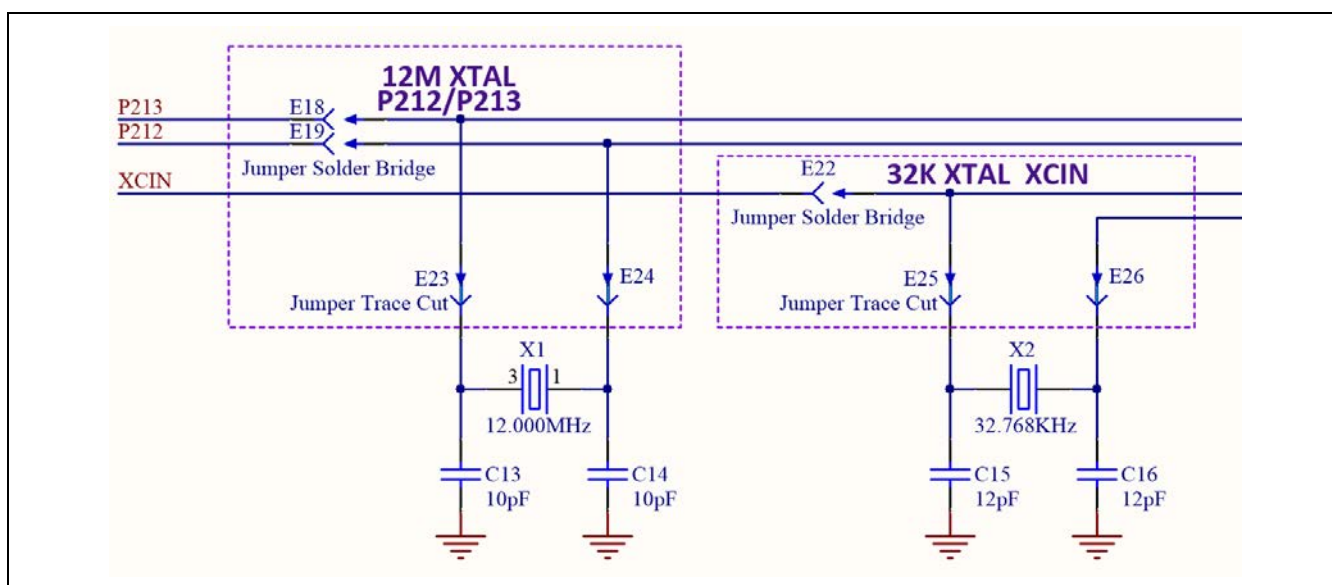 12M XTAL
P212/P213
P213
E18
P212
E19
Jumper Solder Bridge
XCIN
E22
32K XTAL XCIN
Jumper Solder Bridge
E23
E24
Jumper Trace Cut
E25
E26
Jumper Trace Cut
X1
3
1
12.000MHz
X2
32.768KHz
C13
10pF
C14
10pF
C15
12pF
C16
12pF